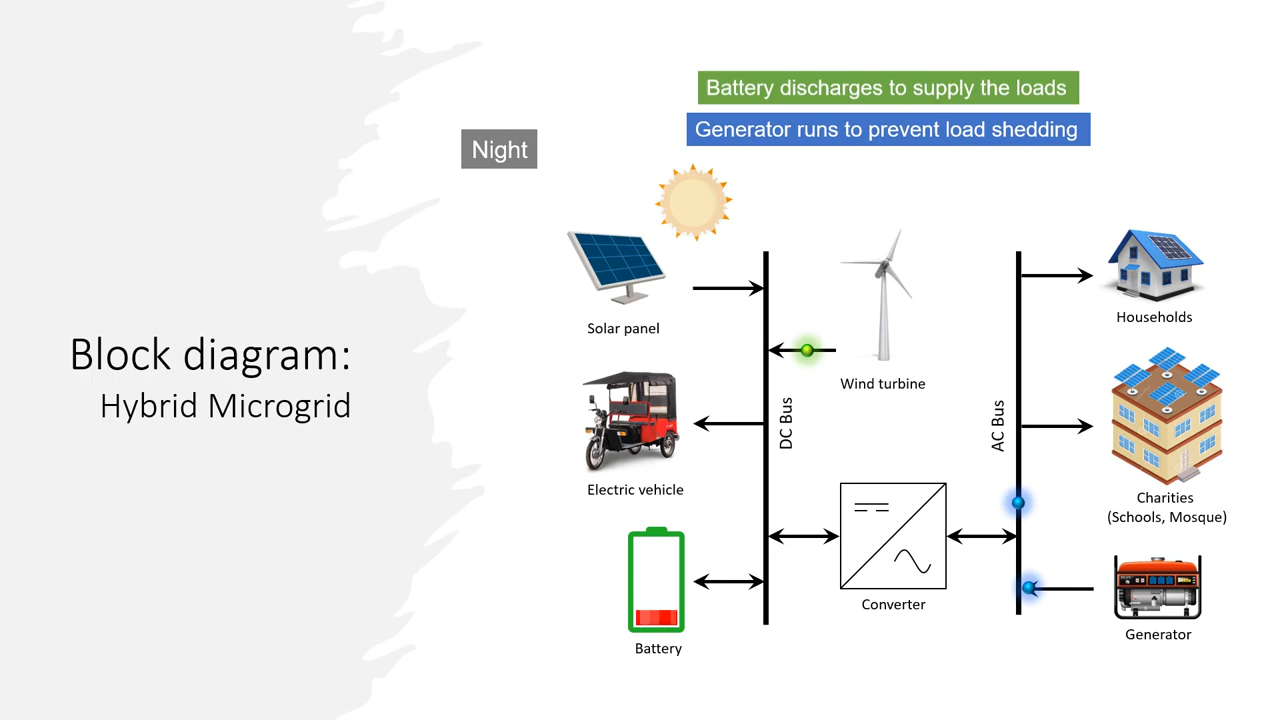 Block diagram:
Hybrid Microgrid
Battery discharges to supply the loads
Generator runs to prevent load shedding
Night
Solar panel
Wind turbine
Households
Electric vehicle
DC Bus
AC Bus
Charities
(Schools, Mosque)
Battery
Converter
Generator